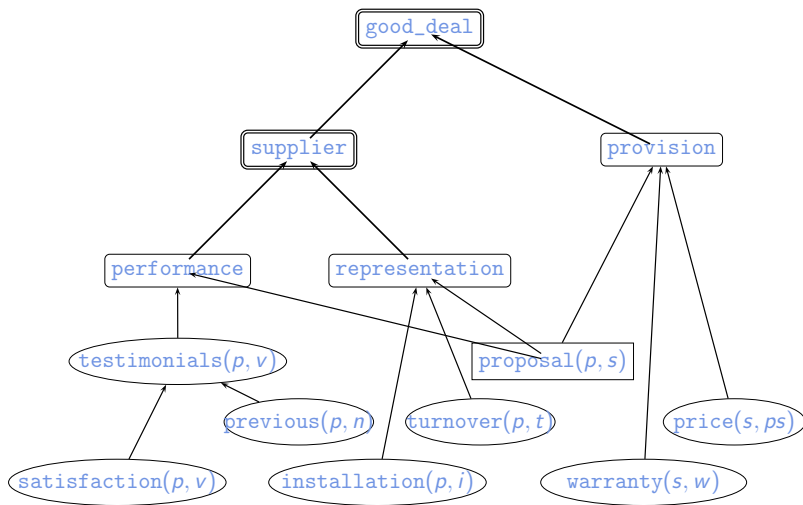 good_deal
supplier
provision
performance
representation
testimonials(p, v)
proposal(p, s)
previous(p, n)
turnover(p, t)
price(s, ps)
satisfaction(p, v)
installation(p, i)
warranty(s, w)